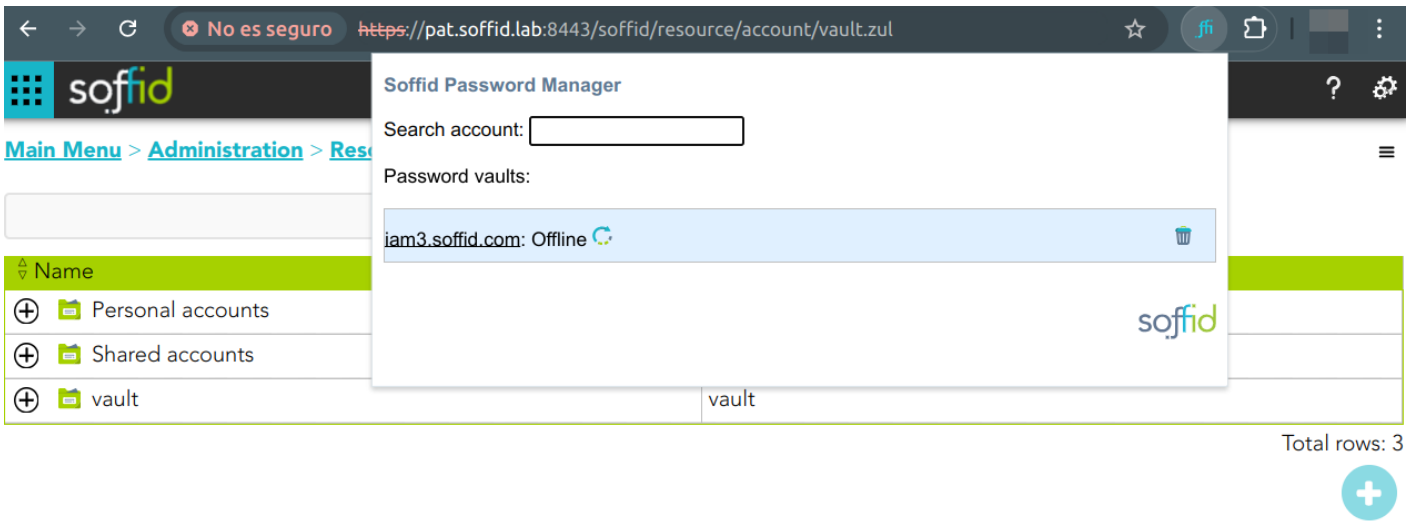 No es seguro https://pat.soffid.lab:8443/soffid/resource/account/vault.zul ffi
soffid
?
Soffid Password Manager
Search account:
Main Menu > Administration > Res
Password vaults:
iam3.soffid.com: Offline
Name
Personal accounts
soffid
Shared accounts
vault vault
Total rows: 3